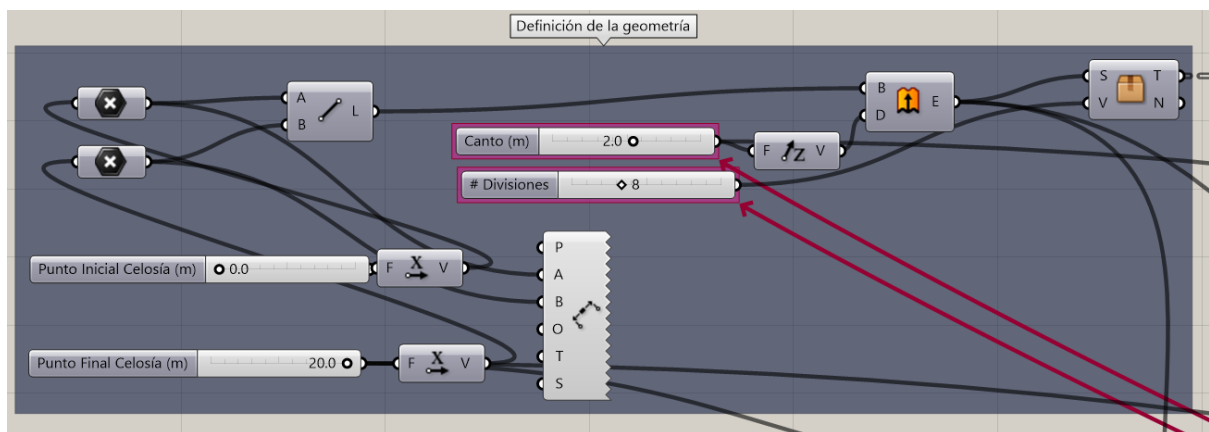 Definición de la geometría
A
B
L
B
D
E
S
V
T
N
Canto (m)
2.0
F
Z
V
# Divisiones
8
P
A
B
O
T
S
Punto Inicial Celosía (m)
0.0
F
X
V
Punto Final Celosía (m)
20.0
F
X
V